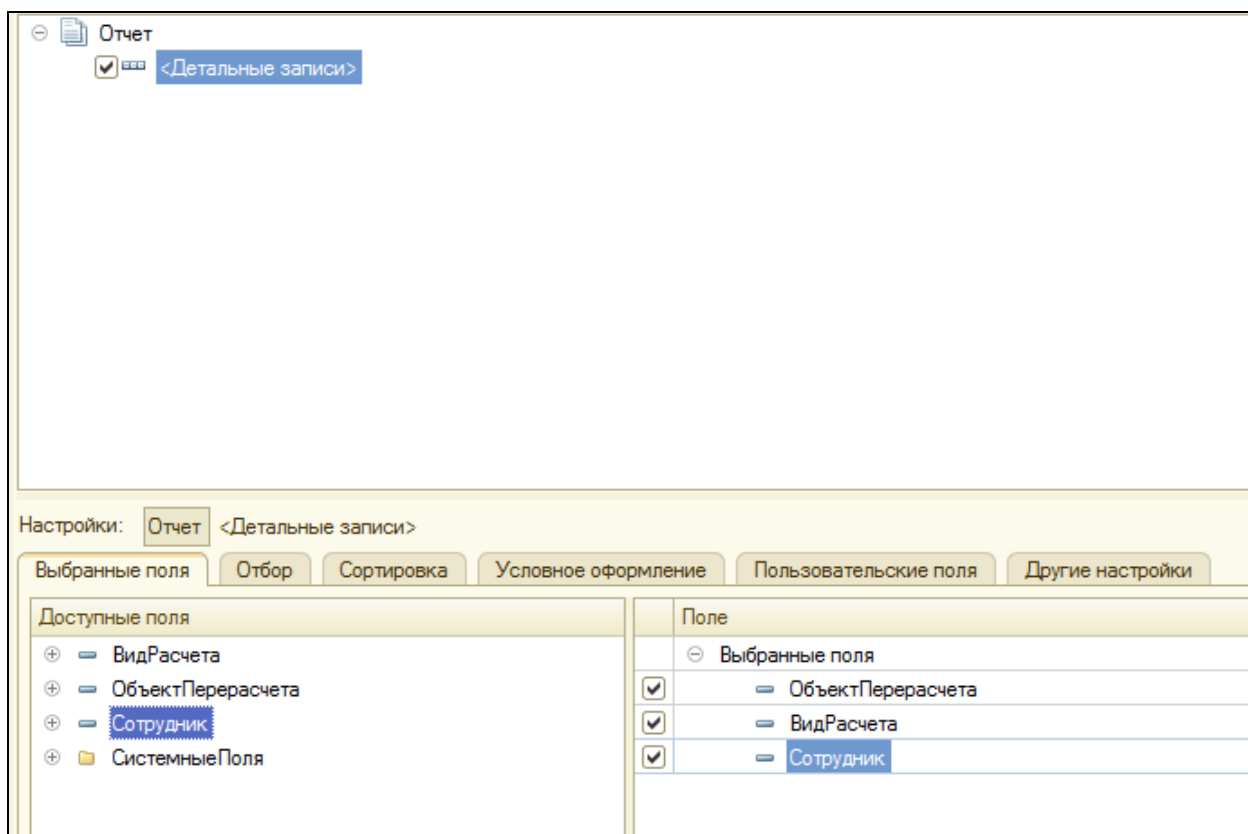 Отчет
<Детальные записи>
Настройки: Отчет <Детальные записи>
Выбранные поля Отбор Сортировка Условное оформление Пользовательские поля Другие настройки
Доступные поля Поле
ВидРасчета Выбранные поля
ОбъектПерерасчета ОбъектПерерасчета
Сотрудник ВидРасчета
СистемныеПоля Сотрудник